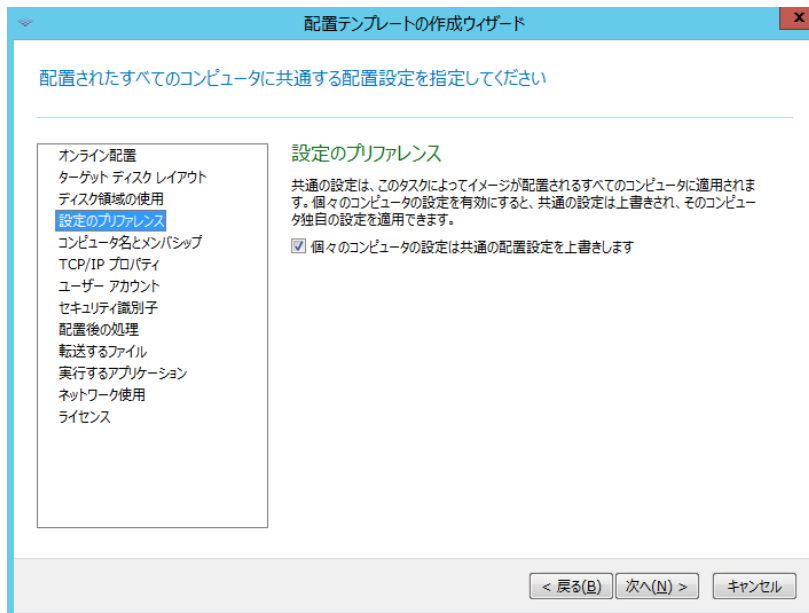 配置テンプレートの作成ウィザード
x
配置されたすべてのコンピュータに共通する配置設定を指定してください
オンライン配置
ターゲット ディスク レイアウト
ディスク領域の使用
設定のプリファレンス
コンピュータ名とメンバシップ
TCP/IP プロパティ
ユーザー アカウント
セキュリティ識別子
配置後の処理
転送するファイル
実行するアプリケーション
ネットワーク使用
ライセンス
設定のプリファレンス
共通の設定は、このタスクによってイメージが配置されるすべてのコンピュータに適用されま
す。個々のコンピュータの設定を有効にすると、共通の設定は上書きされ、そのコンピュー
タ独自の設定を適用できます。
個々のコンピュータの設定は共通の配置設定を上書きします
< 戻る(B)
次へ(N) >
キャンセル